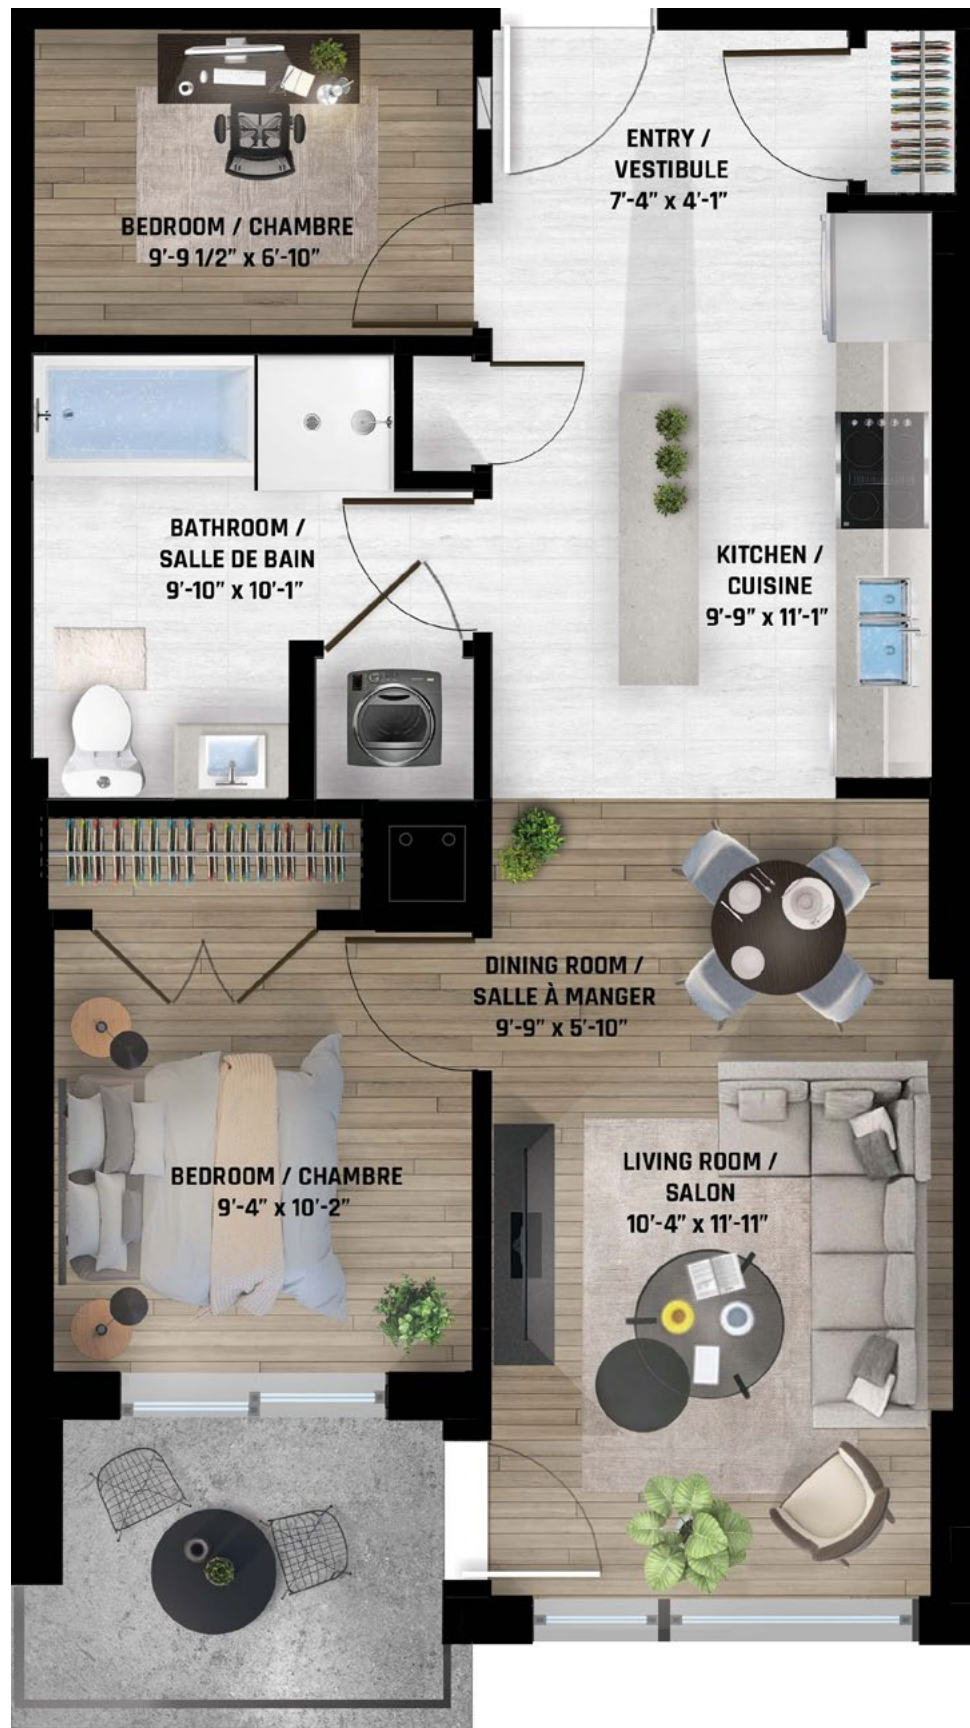 ENTRY /
VESTIBULE
7'-4" x 4'-1"
BEDROOM / CHAMBRE
9'-9 1/2" x 6'-10"
BATHROOM /
SALLE DE BAIN
9'-10" x 10'-1"
KITCHEN /
CUISINE
9'-9" x 11'-1"
DINING ROOM /
SALLE À MANGER
9'-9" x 5'-10"
BEDROOM / CHAMBRE
9'-4" x 10'-2"
LIVING ROOM /
SALON
10'-4" x 11'-11"